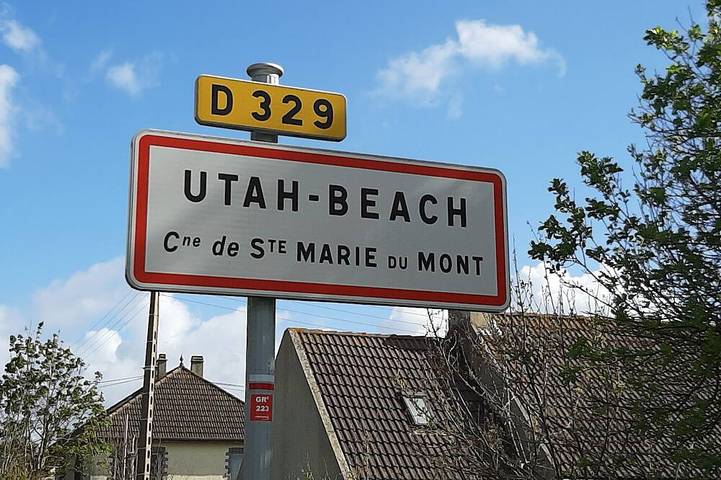 D 329
UTAH-BEACH
Cne de STE MARIE DU MONT
GR®
223